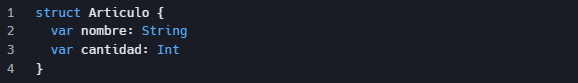 1 struct Articulo {
2   var nombre: String
3   var cantidad: Int
4 }